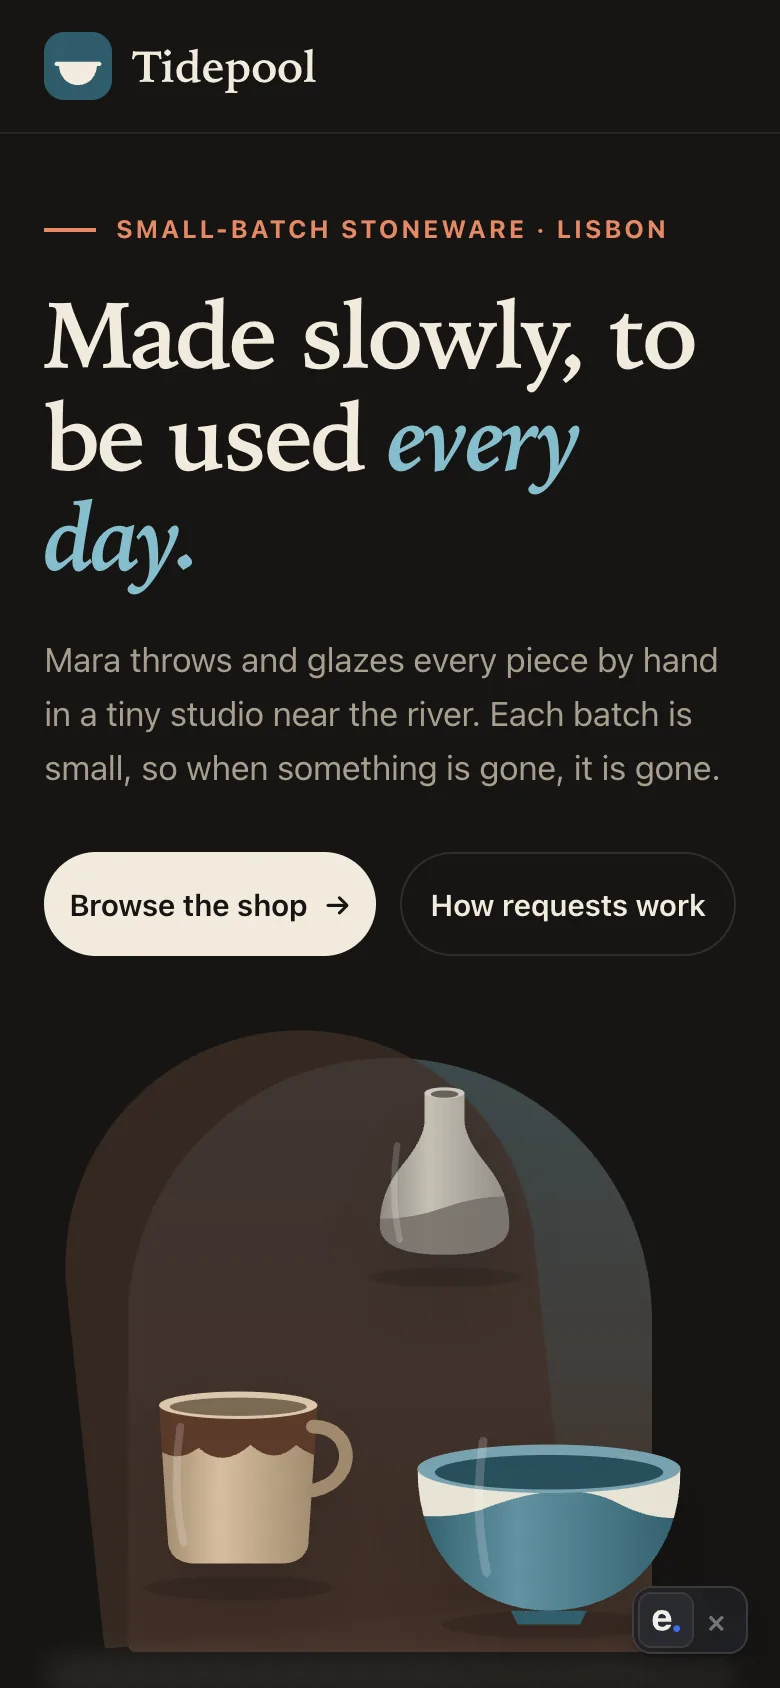 Tidepool
SMALL-BATCH STONEWARE · LISBON
Made slowly, to
be used every
day.
Mara throws and glazes every piece by hand
in a tiny studio near the river. Each batch is
small, so when something is gone, it is gone.
Browse the shop →
How requests work
e. ×